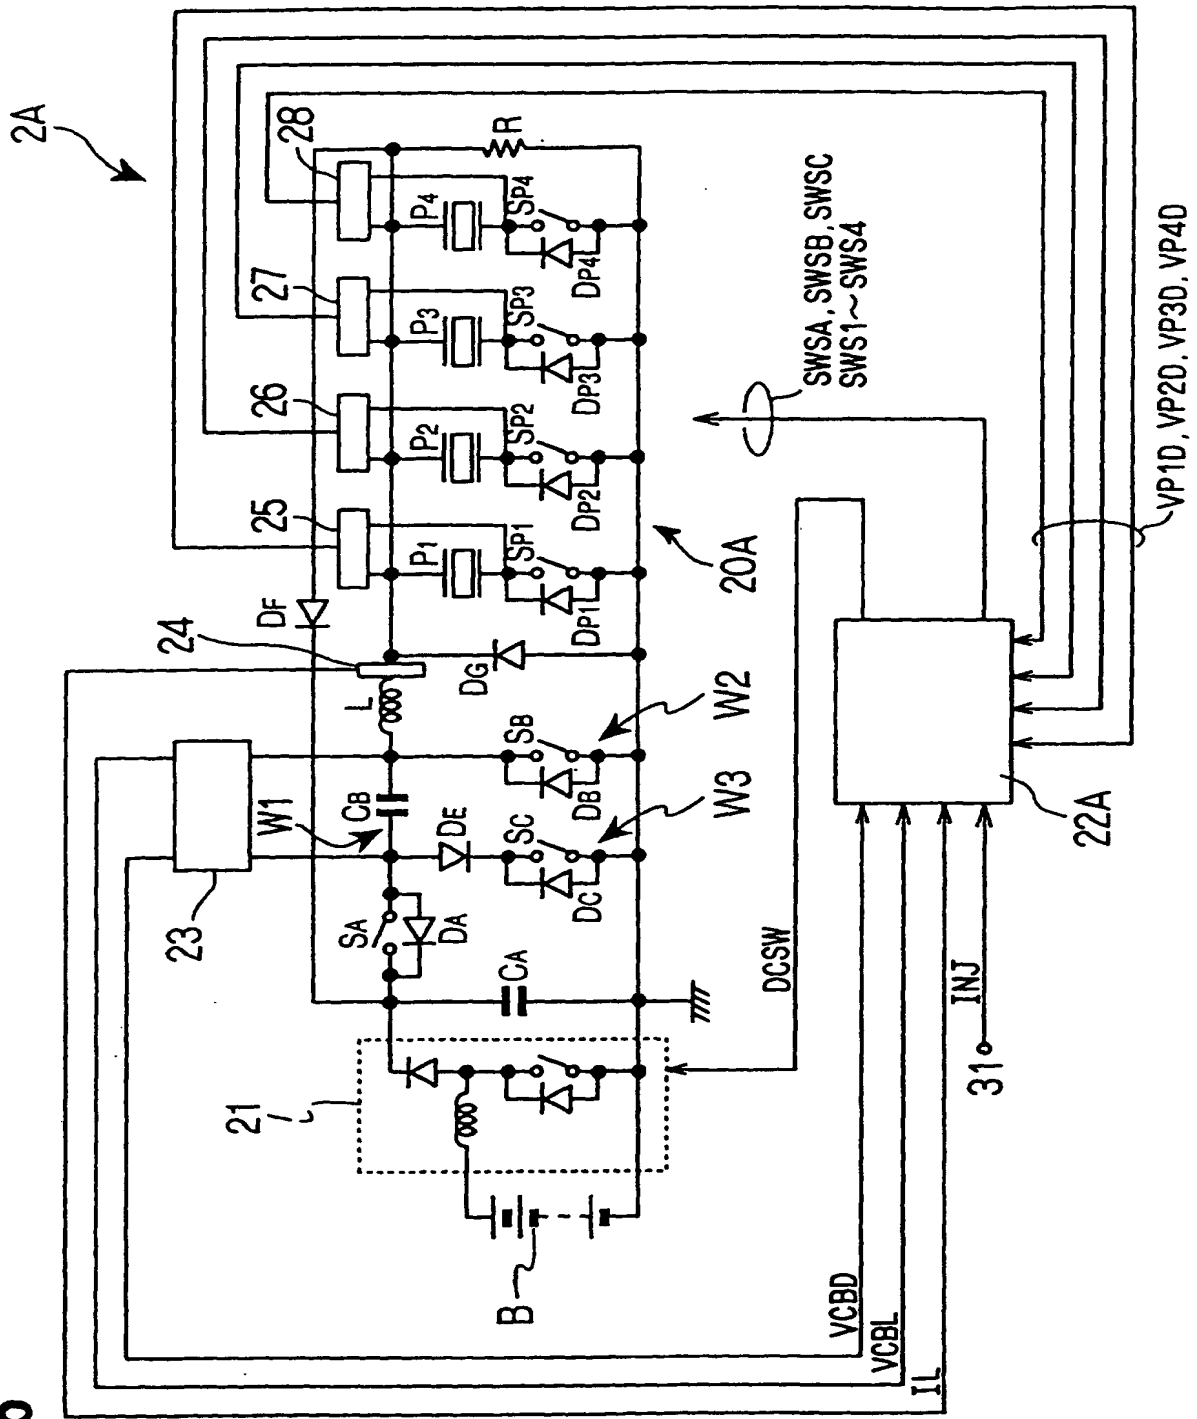 2A
28
27
26
25
24
23
DF
R
P1
P2
P3
P4
SP1
SP2
SP3
SP4
DP1
DP2
DP3
DP4
L
DG
W1
CB
SB
DB
W2
DE
SC
DC
W3
SA
DA
CA
21
B
20A
SWSA, SWSB, SWSC
SWS1~SWS4
DCSW
VCBD
VCBL
IL
INJ
31
22A
VP1D, VP2D, VP3D, VP4D